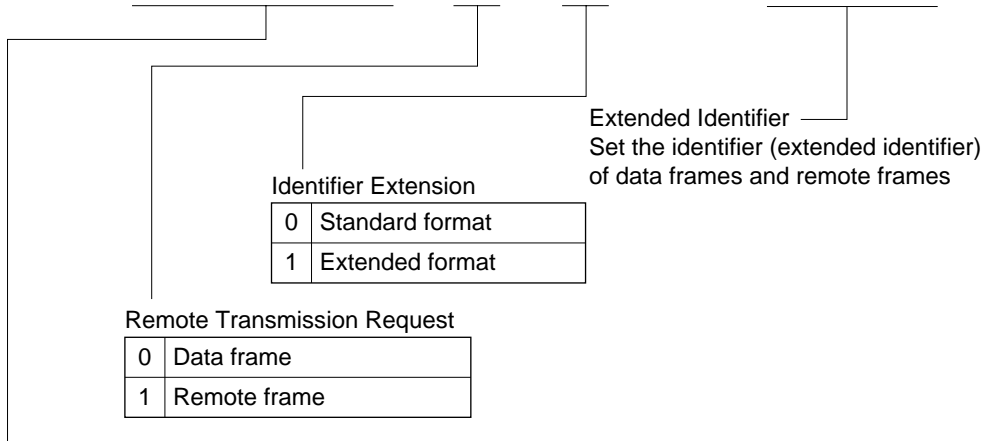 Extended Identifier
Set the identifier (extended identifier)
of data frames and remote frames
Identifier Extension
0 Standard format
1 Extended format
Remote Transmission Request
0 Data frame
1 Remote frame